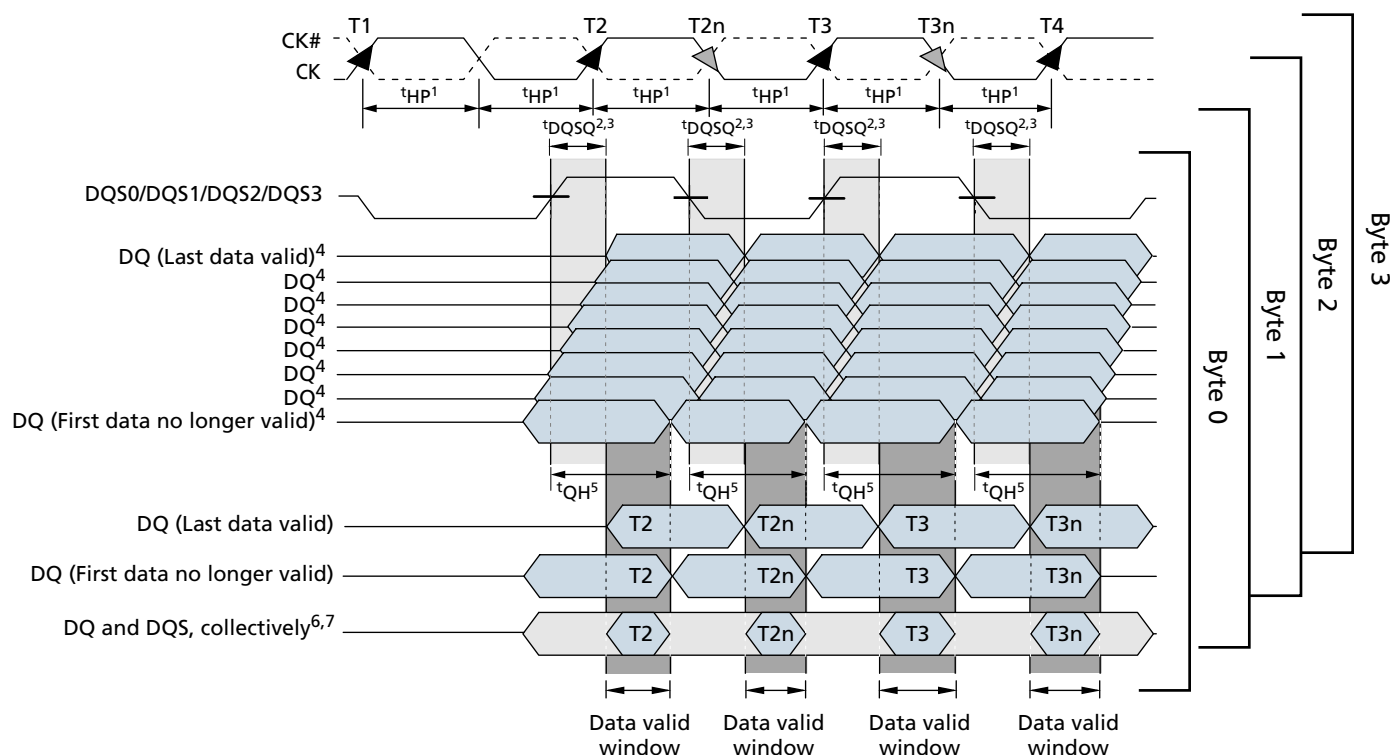 T1 T2 T2n T3 T3n T4
CK#
CK
tHP1 tHP1 tHP1 tHP1 tHP1 tHP1
tDQSQ2,3 tDQSQ2,3 tDQSQ2,3 tDQSQ2,3
DQS0/DQS1/DQS2/DQS3
DQ (Last data valid)4
DQ4
DQ4
DQ4
DQ4
DQ4
DQ4
DQ (First data no longer valid)4
tQH5 tQH5 tQH5 tQH5
DQ (Last data valid) T2 T2n T3 T3n
DQ (First data no longer valid) T2 T2n T3 T3n
DQ and DQS, collectively6,7 T2 T2n T3 T3n
Data valid window
Data valid window
Data valid window
Data valid window
Byte 0
Byte 1
Byte 2
Byte 3